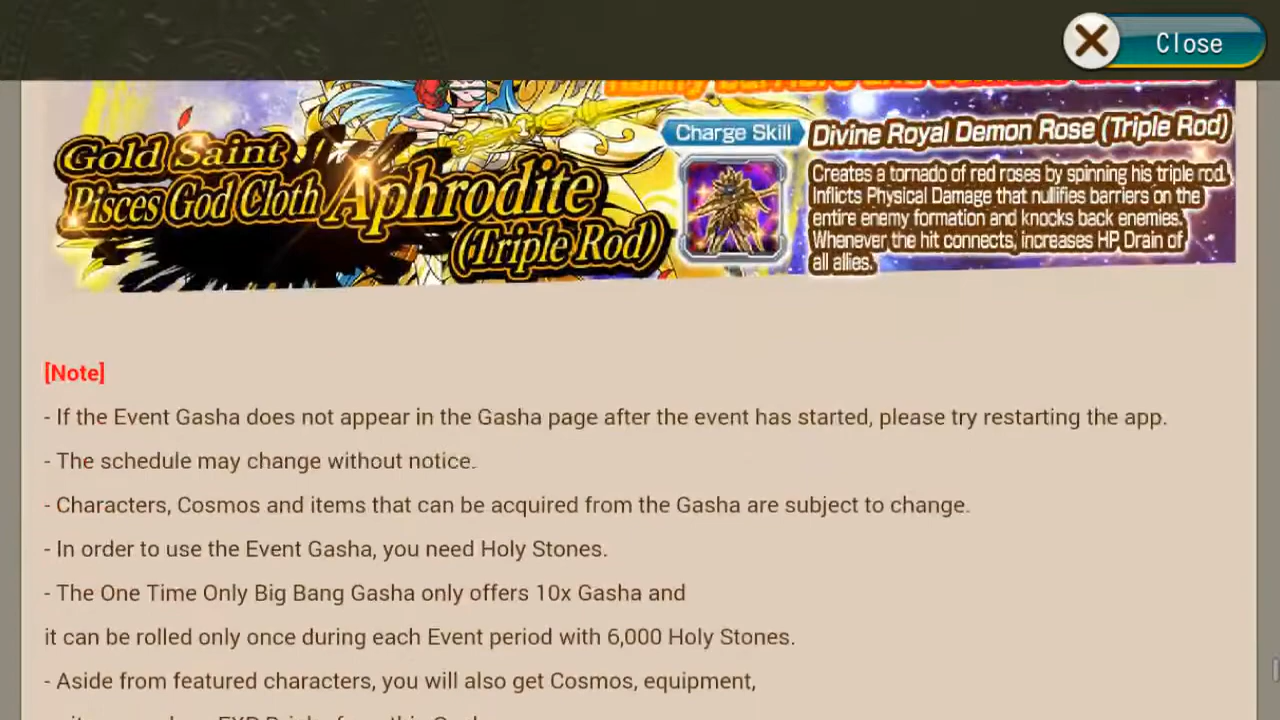 Close
Charge Skill
Divine Royal Demon Rose (Triple Rod)
Gold Saint
Pisces God Cloth Aphrodite
(Triple Rod)
Creates a tornado of red roses by spinning his triple rod.
Inflicts Physical Damage that nullifies barriers on the
entire enemy formation and knocks back enemies.
Whenever the hit connects, increases HP Drain of
all allies.
[Note]
- If the Event Gasha does not appear in the Gasha page after the event has started, please try restarting the app.
- The schedule may change without notice.
- Characters, Cosmos and items that can be acquired from the Gasha are subject to change.
- In order to use the Event Gasha, you need Holy Stones.
- The One Time Only Big Bang Gasha only offers 10x Gasha and
it can be rolled only once during each Event period with 6,000 Holy Stones.
- Aside from featured characters, you will also get Cosmos, equipment,